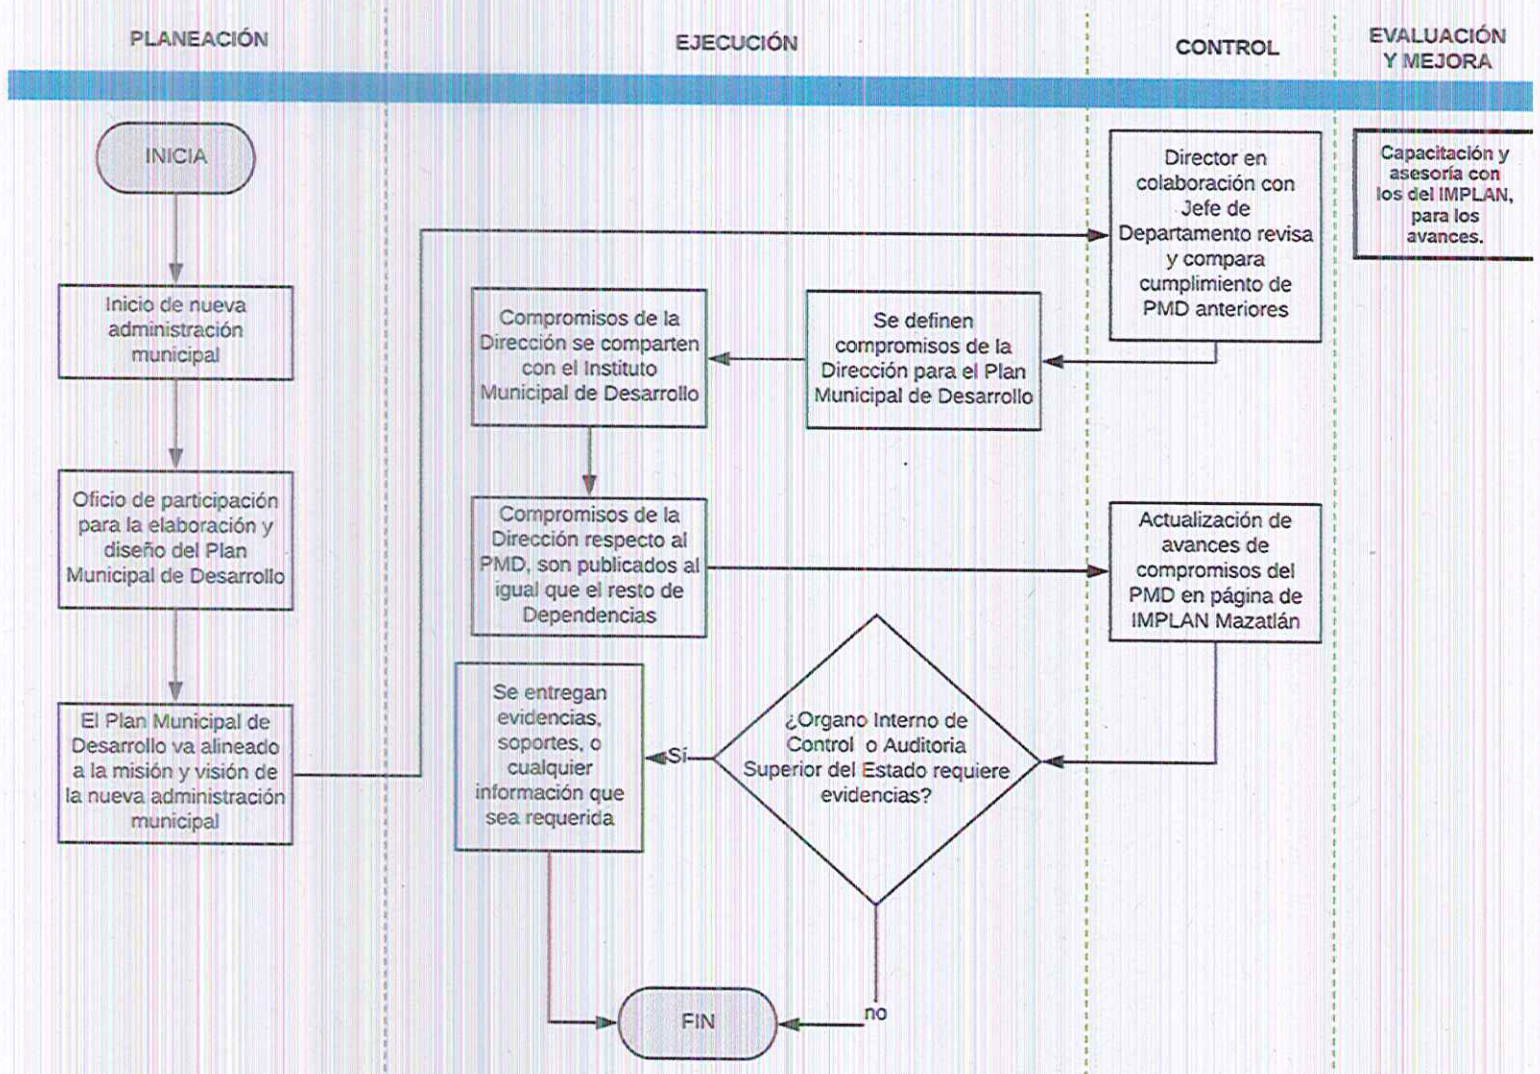 PLANEACIÓN
EJECUCIÓN
CONTROL
EVALUACIÓN
Y MEJORA
INICIA
Inicio de nueva
administración
municipal
Oficio de participación
para la elaboración y
diseño del Plan
Municipal de Desarrollo
El Plan Municipal de
Desarrollo va alineado
a la misión y visión de
la nueva administración
municipal
Director en
colaboración con
Jefe de
Departamento revisa
y compara
cumplimiento de
PMD anteriores
Se definen
compromisos de la
Dirección para el Plan
Municipal de Desarrollo
Compromisos de la
Dirección se comparten
con el Instituto
Municipal de Desarrollo
Compromisos de la
Dirección respecto al
PMD, son publicados al
igual que el resto de
Dependencias
Actualización de
avances de
compromisos del
PMD en página de
IMPLAN Mazatlán
¿Organo Interno de
Control o Auditoria
Superior del Estado requiere
evidencias?
Sí
Se entregan
evidencias,
soportes, o
cualquier
información que
sea requerida
no
FIN
Capacitación y
asesoría con
los del IMPLAN,
para los
avances.